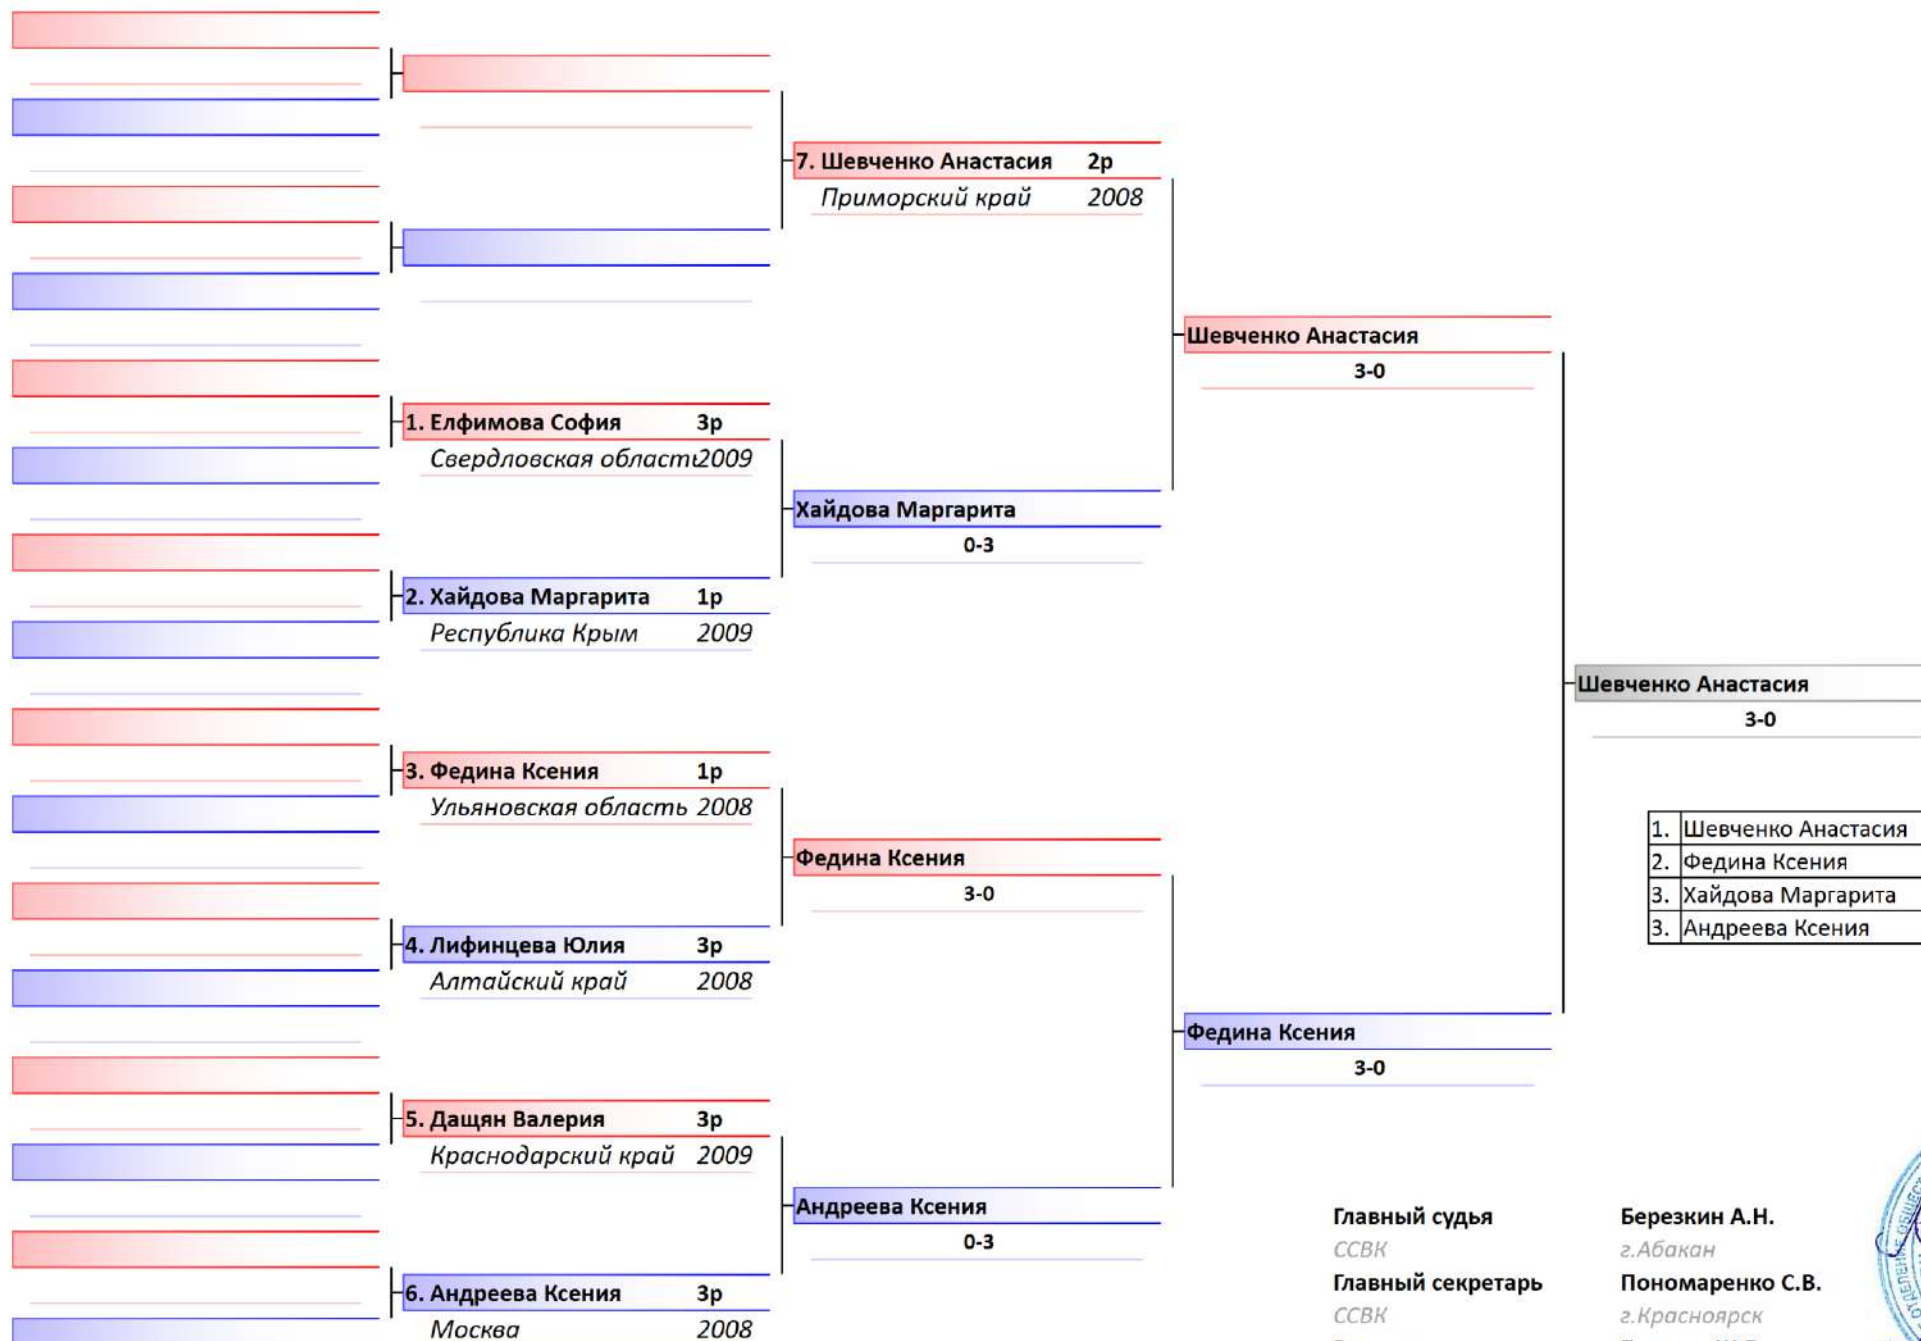 7. Шевченко Анастасия 2р
Приморский край 2008
Шевченко Анастасия
3-0
1. Елфимова София 3р
Свердловская область 2009
Хайдова Маргарита
0-3
2. Хайдова Маргарита 1р
Республика Крым 2009
Шевченко Анастасия
3-0
3. Федина Ксения 1р
Ульяновская область 2008
Федина Ксения
3-0
4. Лифинцева Юлия 3р
Алтайский край 2008
1. Шевченко Анастасия
2. Федина Ксения
3. Хайдова Маргарита
3. Андреева Ксения
Федина Ксения
3-0
5. Дащян Валерия 3р
Краснодарский край 2009
Андреева Ксения
0-3
6. Андреева Ксения 3р
Москва 2008
Главный судья Березкин А.Н.
ССВК г.Абакан
Главный секретарь Пономаренко С.В.
ССВК г.Красноярск